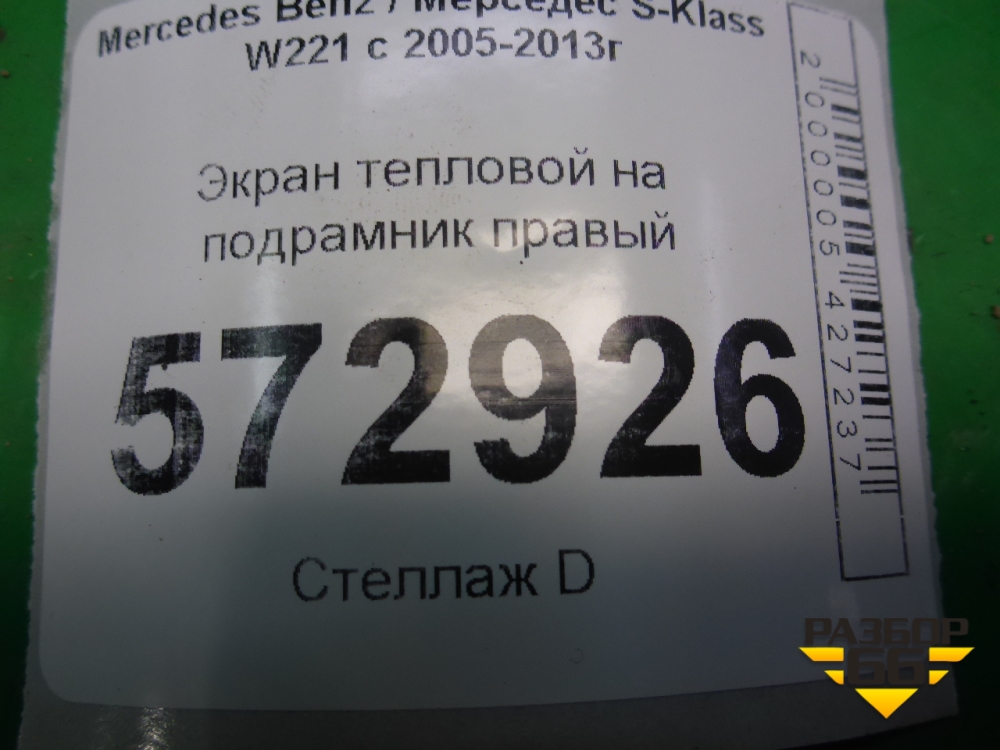 Mercedes Benz / Мерседес S-Klass
W221 с 2005-2013г
Экран тепловой на
подрамник правый
572926
Стеллаж D
2000005427237
РАЗБОР
66